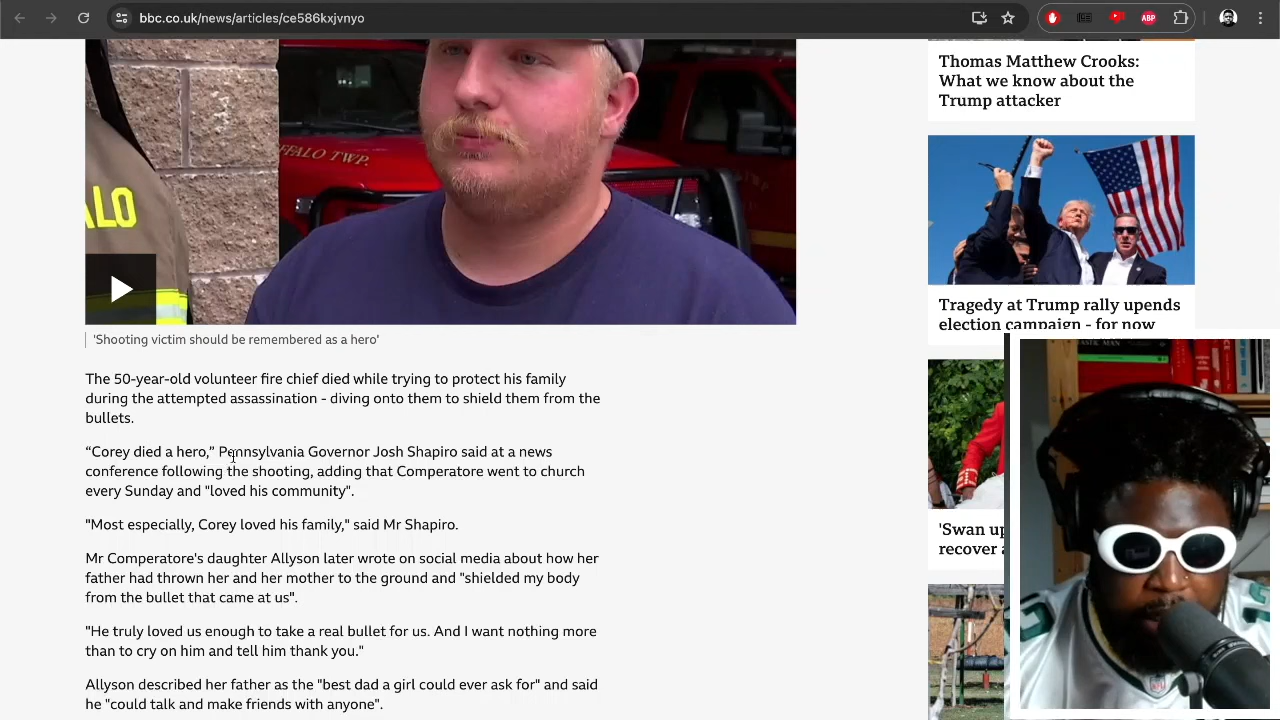 bbc.co.uk/news/articles/ce586kxjvnyo
ABP
FFALO TWP.
ALO
'Shooting victim should be remembered as a hero'
The 50-year-old volunteer fire chief died while trying to protect his family
during the attempted assassination - diving onto them to shield them from the
bullets.
“Corey died a hero,” Pennsylvania Governor Josh Shapiro said at a news
conference following the shooting, adding that Comperatore went to church
every Sunday and "loved his community".
"Most especially, Corey loved his family," said Mr Shapiro.
Mr Comperatore's daughter Allyson later wrote on social media about how her
father had thrown her and her mother to the ground and "shielded my body
from the bullet that came at us".
"He truly loved us enough to take a real bullet for us. And I want nothing more
than to cry on him and tell him thank you."
Allyson described her father as the "best dad a girl could ever ask for" and said
he "could talk and make friends with anyone".
Thomas Matthew Crooks:
What we know about the
Trump attacker
Tragedy at Trump rally upends
election campaign - for now
'Swan up
recover a